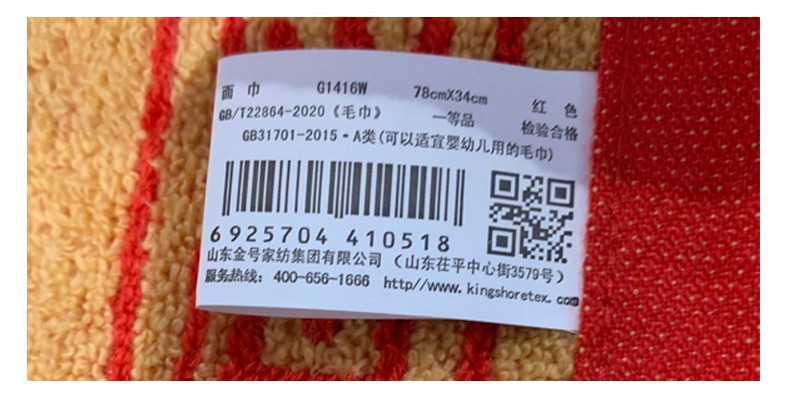 面 巾 G1416W 78cmX34cm 红 色
GB/T22864-2020《毛巾》 一等品 检验合格
GB31701-2015·A类(可以适宜婴幼儿用的毛巾)
6925704 410518
山东金号家纺集团有限公司 (山东茌平中心街3579号)
服务热线: 400-656-1666 http//www.kingshoretex.com